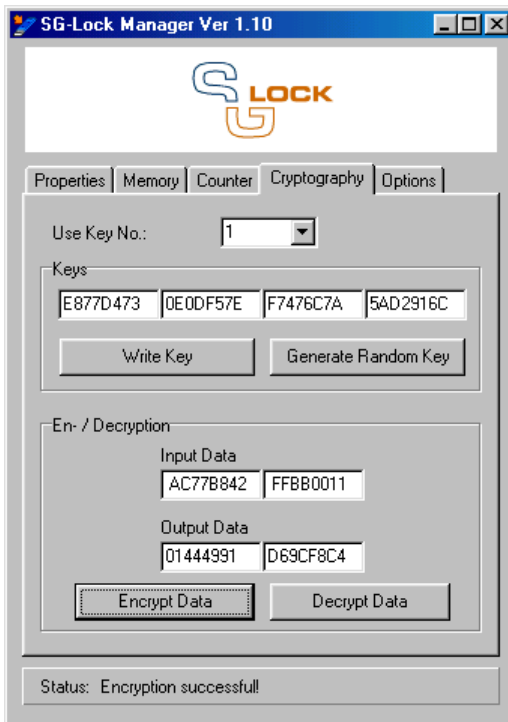 SG-Lock Manager Ver 1.10
SG LOCK
Properties Memory Counter Cryptography Options
Use Key No.: 1
Keys
E877D473 0E0DF57E F7476C7A 5AD2916C
Write Key Generate Random Key
En- / Decryption
Input Data
AC77B842 FFBB0011
Output Data
01444991 D69CF8C4
Encrypt Data Decrypt Data
Status: Encryption successful!